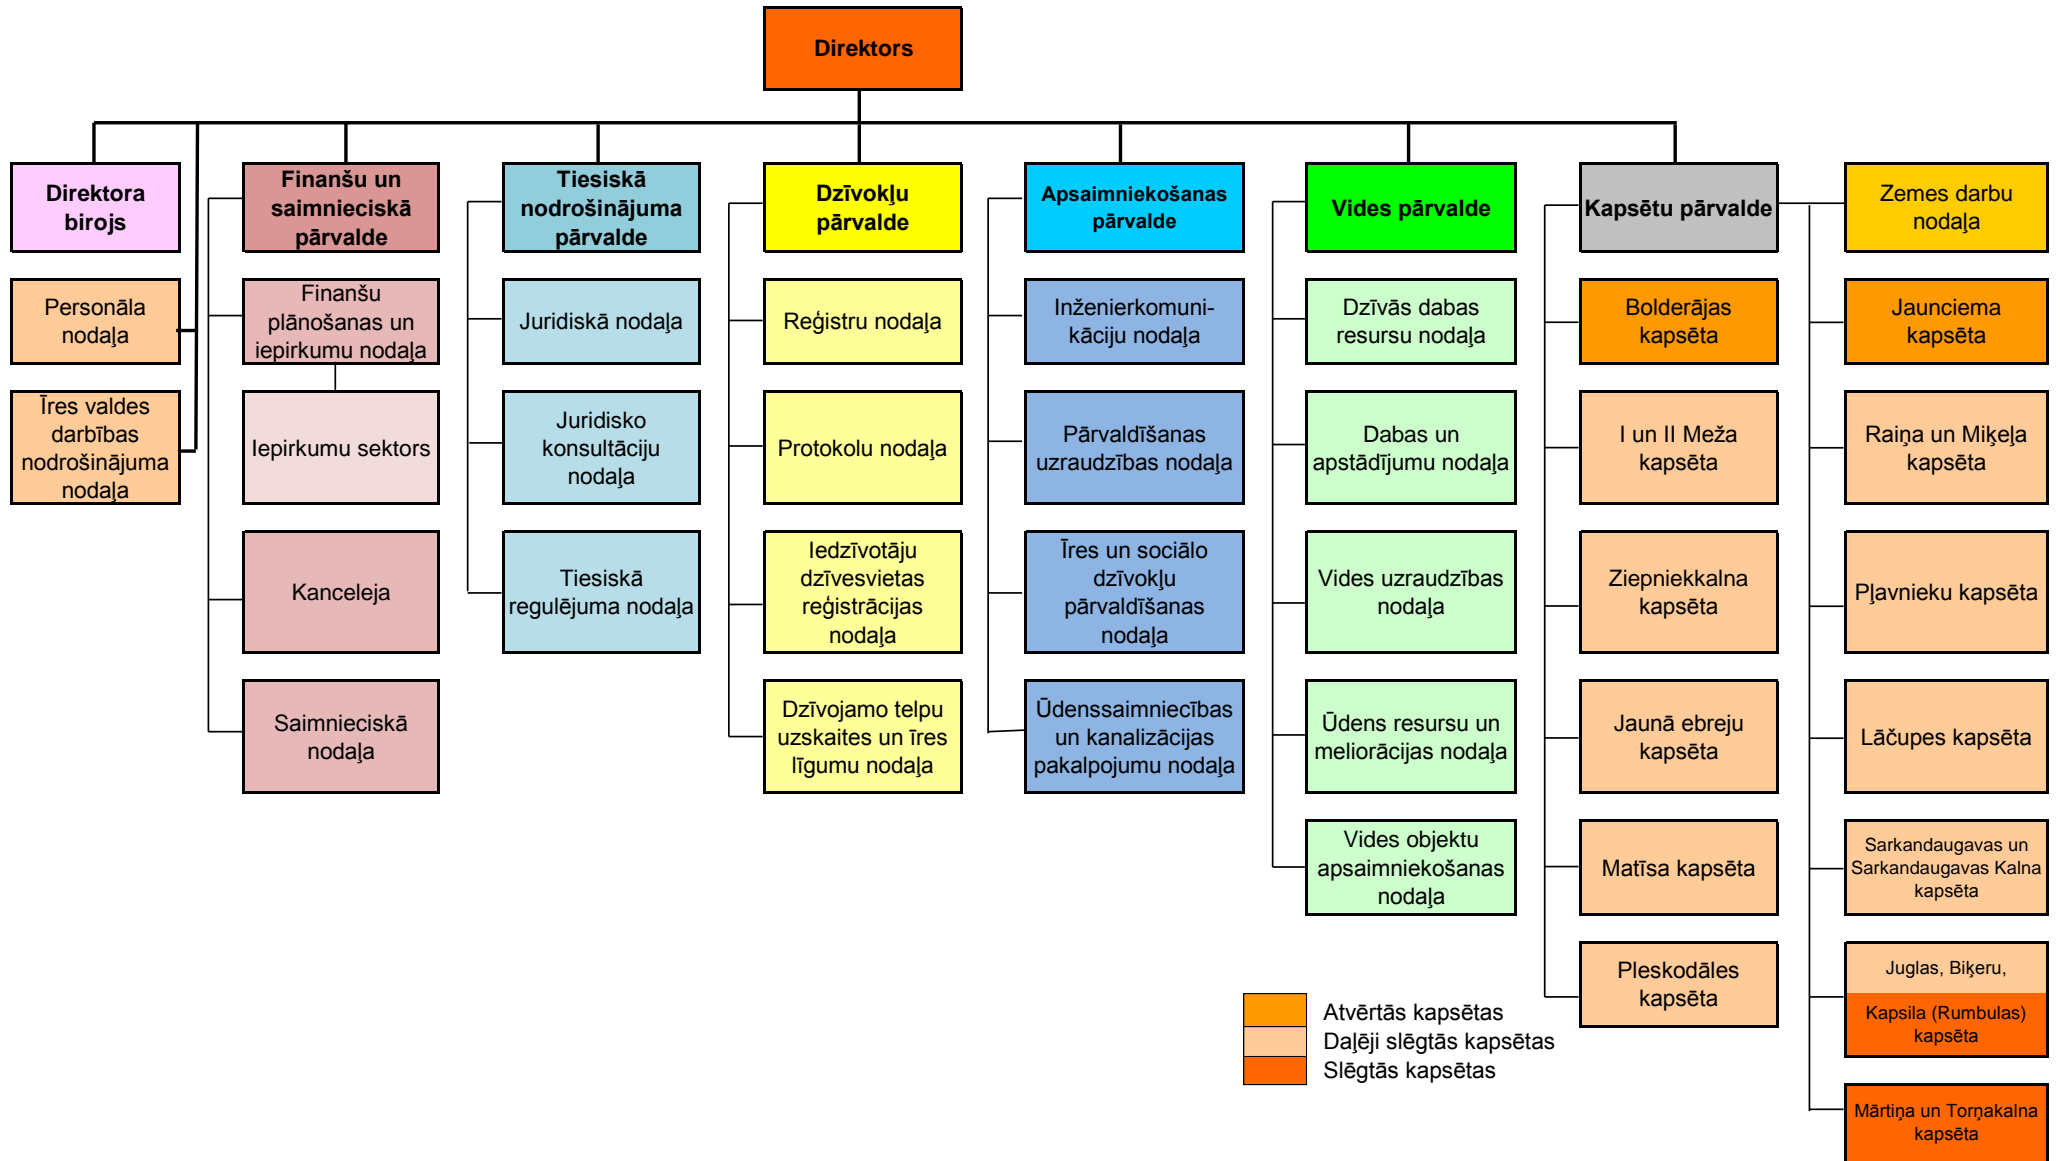 Direktors
Direktora
birojs
Personāla
nodaļa
Īres valdes
darbības
nodrošinājuma
nodaļa
Finanšu un
saimnieciskā
pārvalde
Finanšu
plānošanas un
iepirkumu nodaļa
Iepirkumu sektors
Kanceleja
Saimnieciskā
nodaļa
Tiesiskā
nodrošinājuma
pārvalde
Juridiskā nodaļa
Juridisko
konsultāciju
nodaļa
Tiesiskā
regulējuma nodaļa
Dzīvokļu
pārvalde
Reģistru nodaļa
Protokolu nodaļa
Iedzīvotāju
dzīvesvietas
reģistrācijas
nodaļa
Dzīvojamo telpu
uzskaites un īres
līgumu nodaļa
Apsaimniekošanas
pārvalde
Inženierkomuni-
kāciju nodaļa
Pārvaldīšanas
uzraudzības nodaļa
Īres un sociālo
dzīvokļu
pārvaldīšanas
nodaļa
Ūdenssaimniecības
un kanalizācijas
pakalpojumu nodaļa
Vides pārvalde
Dzīvās dabas
resursu nodaļa
Dabas un
apstādījumu nodaļa
Vides uzraudzības
nodaļa
Ūdens resursu un
meliorācijas nodaļa
Vides objektu
apsaimniekošanas
nodaļa
Kapsētu pārvalde
Bolderājas
kapsēta
I un II Meža
kapsēta
Ziepniekkalna
kapsēta
Jaunā ebreju
kapsēta
Matīsa kapsēta
Pleskodāles
kapsēta
Zemes darbu
nodaļa
Jaunciema
kapsēta
Raiņa un Miķeļa
kapsēta
Pļavnieku kapsēta
Lāčupes kapsēta
Sarkandaugavas un
Sarkandaugavas Kalna
kapsēta
Juglas, Biķeru,
Kapsila (Rumbulas)
kapsēta
Mārtiņa un Torņakalna
kapsēta
Atvērtās kapsētas
Daļēji slēgtās kapsētas
Slēgtās kapsētas